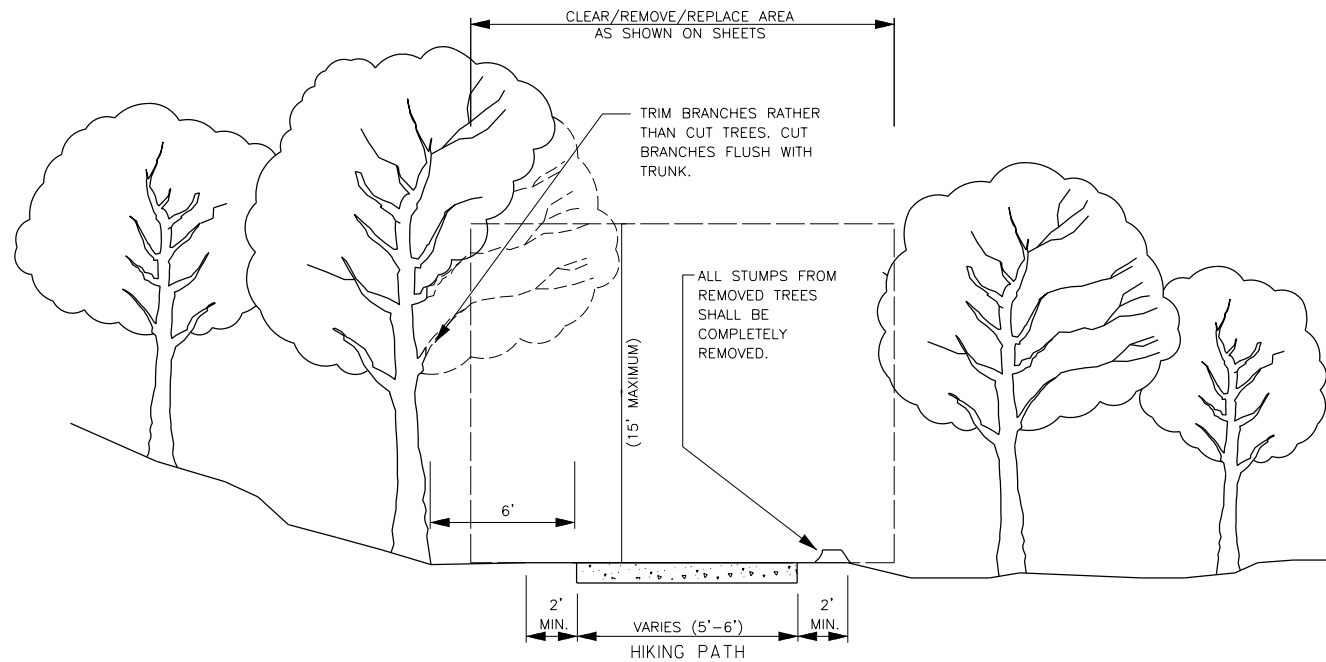 CLEAR/REMOVE/REPLACE AREA
AS SHOWN ON SHEETS
TRIM BRANCHES RATHER
THAN CUT TREES. CUT
BRANCHES FLUSH WITH
TRUNK.
ALL STUMPS FROM
REMOVED TREES
SHALL BE
COMPLETELY
REMOVED.
(15' MAXIMUM)
6'
2'
MIN.
VARIES (5'-6')
2'
MIN.
HIKING PATH